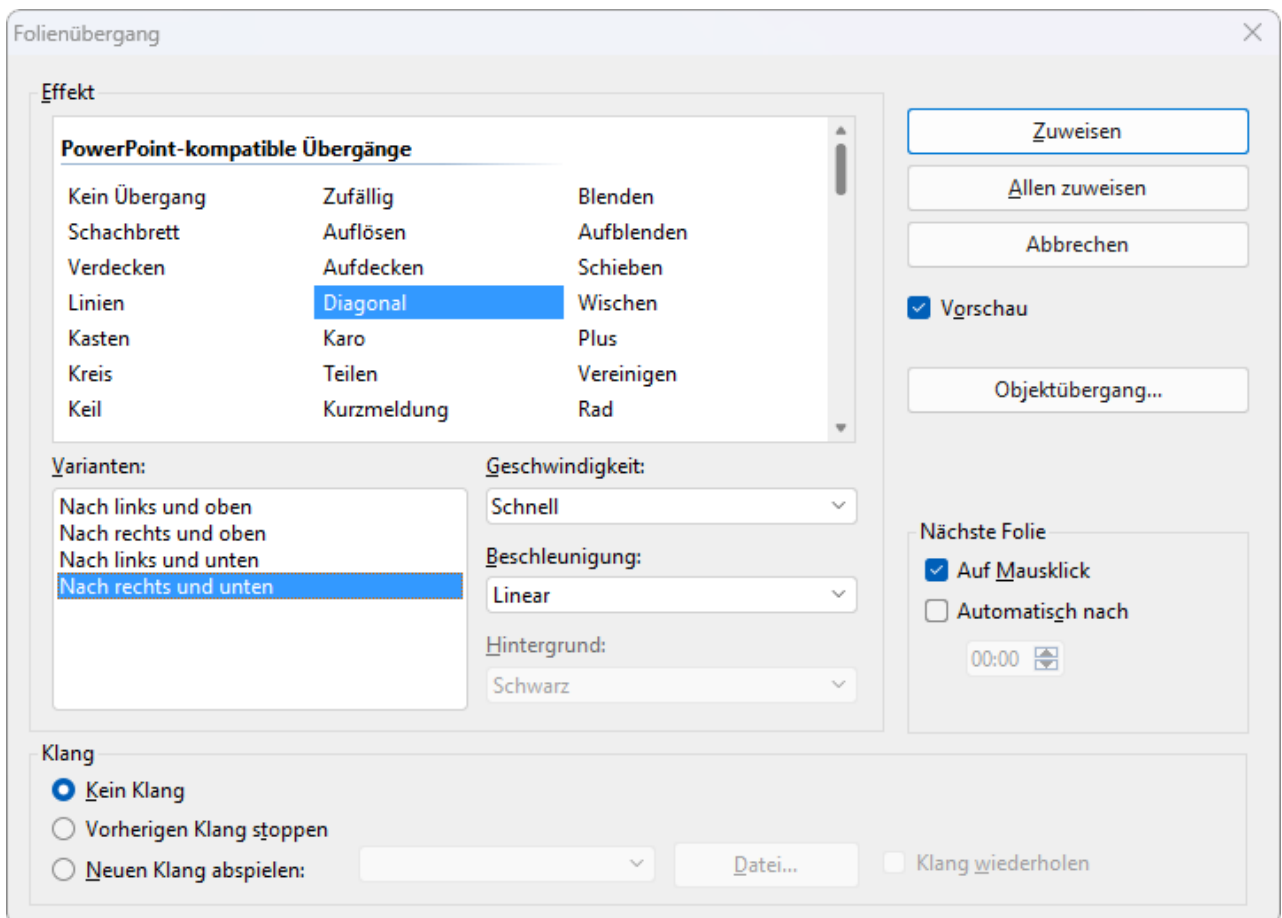 Folienübergang
Effekt
PowerPoint-kompatible Übergänge
Kein Übergang Zufällig Blenden
Schachbrett Auflösen Aufblenden
Verdecken Aufdecken Schieben
Linien Diagonal Wischen
Kasten Karo Plus
Kreis Teilen Vereinigen
Keil Kurzmeldung Rad
Varianten:
Nach links und oben
Nach rechts und oben
Nach links und unten
Nach rechts und unten
Geschwindigkeit:
Schnell
Beschleunigung:
Linear
Hintergrund:
Schwarz
Zuweisen
Allen zuweisen
Abbrechen
Vorschau
Objektübergang...
Nächste Folie
Auf Mausklick
Automatisch nach
00:00
Klang
Kein Klang
Vorherigen Klang stoppen
Neuen Klang abspielen: Datei... Klang wiederholen